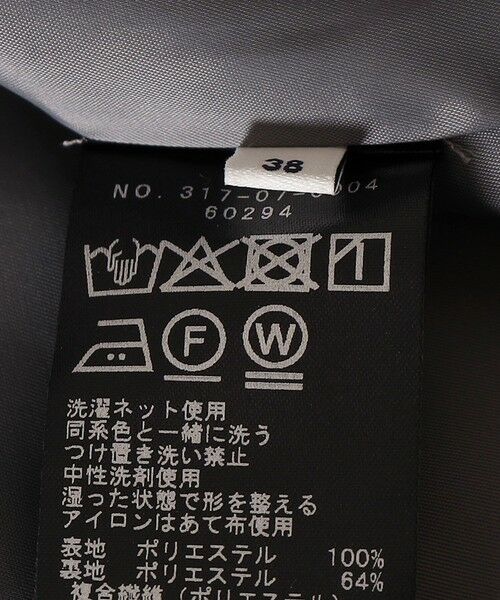 38
NO. 317-07-0004
60294
F
W
洗濯ネット使用
同系色と一緒に洗う
つけ置き洗い禁止
中性洗剤使用
湿った状態で形を整える
アイロンはあて布使用
表地 ポリエステル 100%
裏地 ポリエステル 64%
複合繊維(ポリエステル)